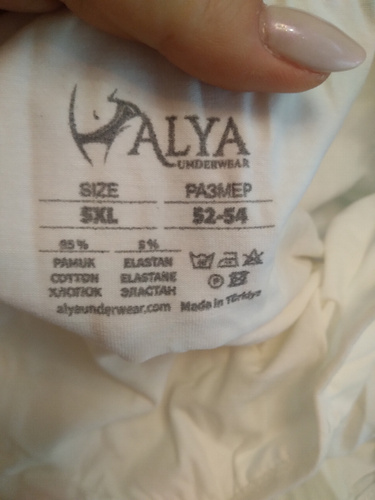 ALYA
UNDERWEAR
SIZE РАЗМЕР
5XL 52-54
95% 5%
PAMUK ELASTAN
COTTON ELASTANE
ХЛОПОК ЭЛАСТАН
alyaunderwear.com Made in Türkiye